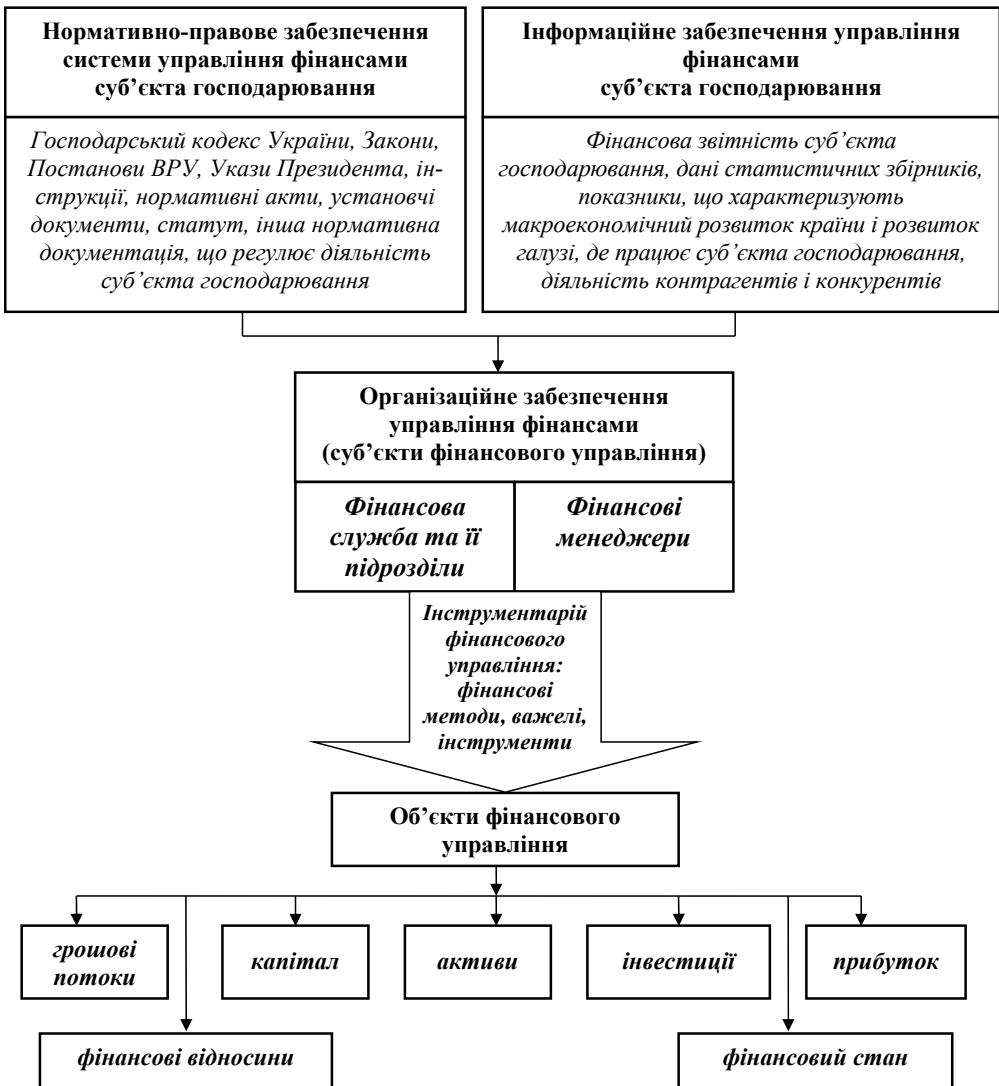 Нормативно-правове забезпечення
системи управління фінансами
суб’єкта господарювання
Господарський кодекс України, Закони,
Постанови ВРУ, Укази Президента, ін-
струкції, нормативні акти, установчі
документи, статут, інша нормативна
документація, що регулює діяльність
суб’єкта господарювання
Інформаційне забезпечення управління
фінансами
суб’єкта господарювання
Фінансова звітність суб’єкта
господарювання, дані статистичних збірників,
показники, що характеризують
макроекономічний розвиток країни і розвиток
галузі, де працює суб’єкта господарювання,
діяльність контрагентів і конкурентів
Організаційне забезпечення
управління фінансами
(суб’єкти фінансового управління)
Фінансова
служба та її
підрозділи
Фінансові
менеджери
Інструментарій
фінансового
управління:
фінансові
методи, важелі,
інструменти
Об’єкти фінансового
управління
грошові
потоки
капітал
активи
інвестиції
прибуток
фінансові відносини
фінансовий стан